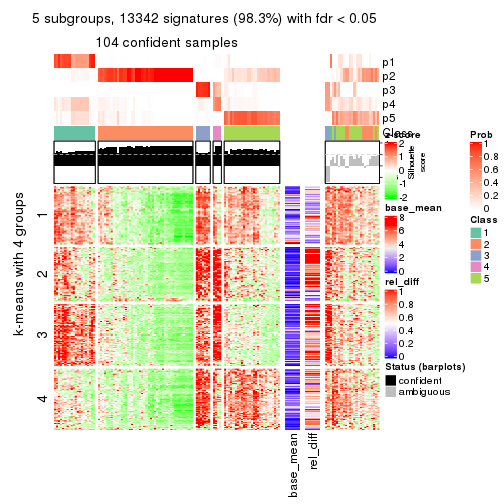 5 subgroups, 13342 signatures (98.3%) with fdr < 0.05
104 confident samples
p1
p2
p3
p4
p5
Class
z-score
2
1
0
-1
-2
Silhouette
score
base_mean
8
6
4
2
0
rel_diff
1
0.8
0.6
0.4
0.2
0
Status (barplots)
confident
ambiguous
Prob
1
0.8
0.6
0.4
0.2
0
Class
1
2
3
4
5
k-means with 4 groups
1
2
3
4
base_mean
rel_diff